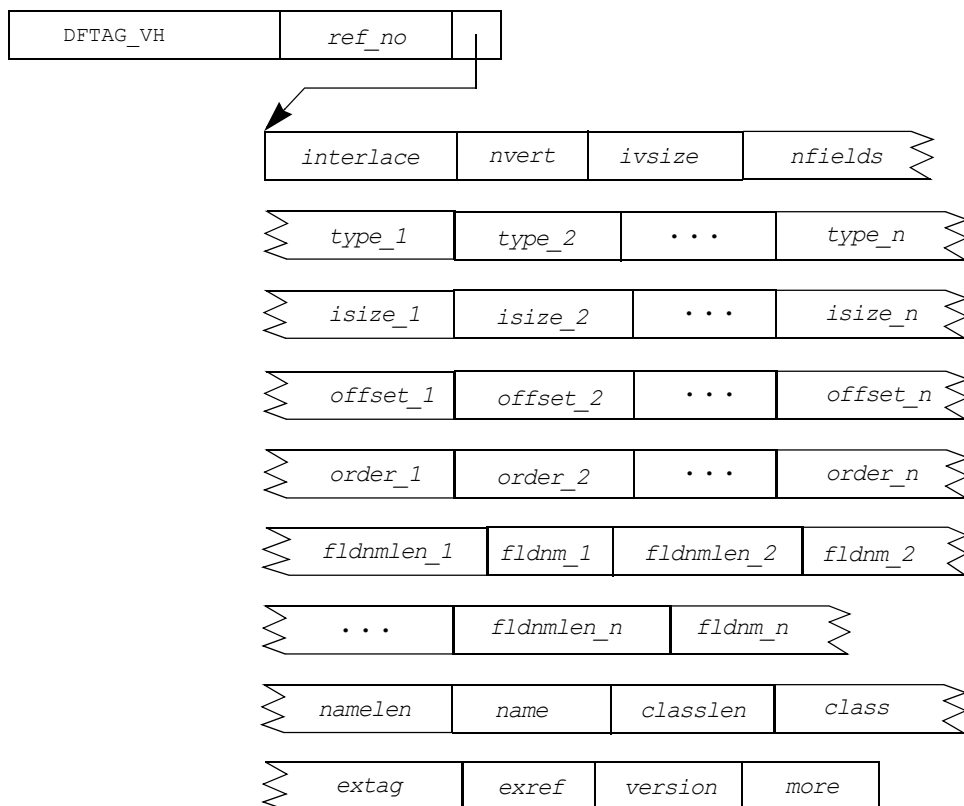 DFTAG_VH ref_no
interlace nvert ivsize nfields
type_1 type_2 ... type_n
isize_1 isize_2 ... isize_n
offset_1 offset_2 ... offset_n
order_1 order_2 ... order_n
fldnmlen_1 fldnm_1 fldnmlen_2 fldnm_2
... fldnmlen_n fldnm_n
namelen name classlen class
extag exref version more